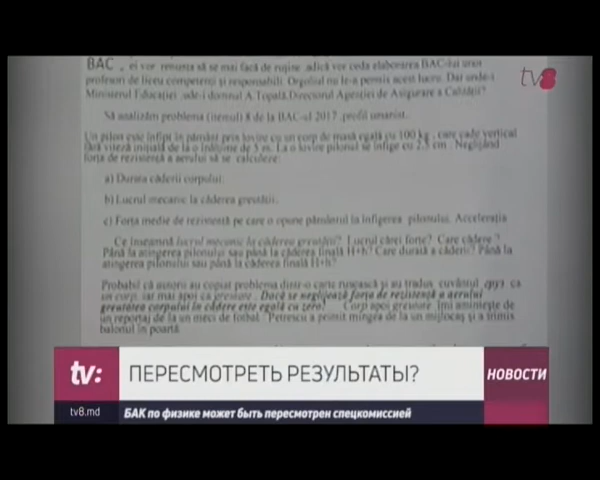 BAC , ei vor renunța să se mai facă de rușine adică vor ceda elaborarea BAC-lui unor
profesori de liceu competenți și responsabili. Orgoliul nu le-a permis acest lucru. Dar unde-i
Ministerul Educației ,ude-i domnul A.Topală,Directorul Agenției de Asigurare a Calității?
tv8
Să analizăm problema (itemul) 8 de la BAC-ul 2017 ,profil umanist.
Un pilon este înfipt în pământ prin lovire cu un corp de masă egală cu 100 kg , care cade vertical
fără viteză inițială de la o înălțime de 5 m. La o lovire pilonul se înfige cu 2,5 cm . Neglijând
forța de rezistență a aerului să se calculeze:
a) Durata căderii corpului;
b) Lucrul mecanic la căderea greutății;
c) Forța medie de rezistență pe care o opune pământul la înfigerea pilonului. Accelerația
Ce înseamnă lucrul mecanic la căderea greutății? Lucrul cărei forțe? Care cădere ?
Până la atingerea pilonului sau până la căderea finală H+h? Care durată a căderii? Până la
atingerea pilonului sau până la căderea finală H+h?
Probabil că autorii au copiat problema dintr-o carte rusească și au tradus cuvântul груз ca
un corp, iar mai apoi ca greutate . Dacă se neglijează forța de rezistență a aerului
greutatea corpului în cădere este egală cu zero! Corp apoi greutate. Îmi amintește
de un reportaj de la un meci de fotbal Petrescu a primit mingea de la un mijlocaș și a trimis
balonul în poartă.
tv:
ПЕРЕСМОТРЕТЬ РЕЗУЛЬТАТЫ?
НОВОСТИ
tv8.md
БАК по физике может быть пересмотрен спецкомиссией